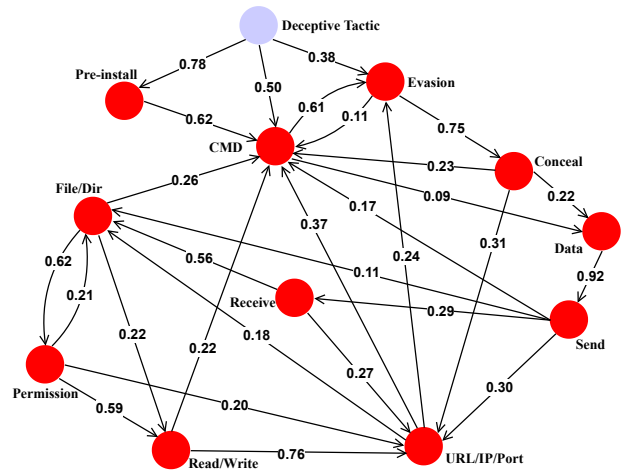 Deceptive Tactic
0.38
0.78
Pre-install
Evasion
0.50
0.61
0.11
0.62
0.75
CMD
Conceal
0.23
0.26
File/Dir
0.09
0.22
0.17
0.37
Data
0.62
0.56
0.31
0.24
0.11
0.92
0.21
Receive
0.29
0.22
0.18
0.22
Send
0.27
Permission
0.30
0.59
0.20
0.76
Read/Write
URL/IP/Port